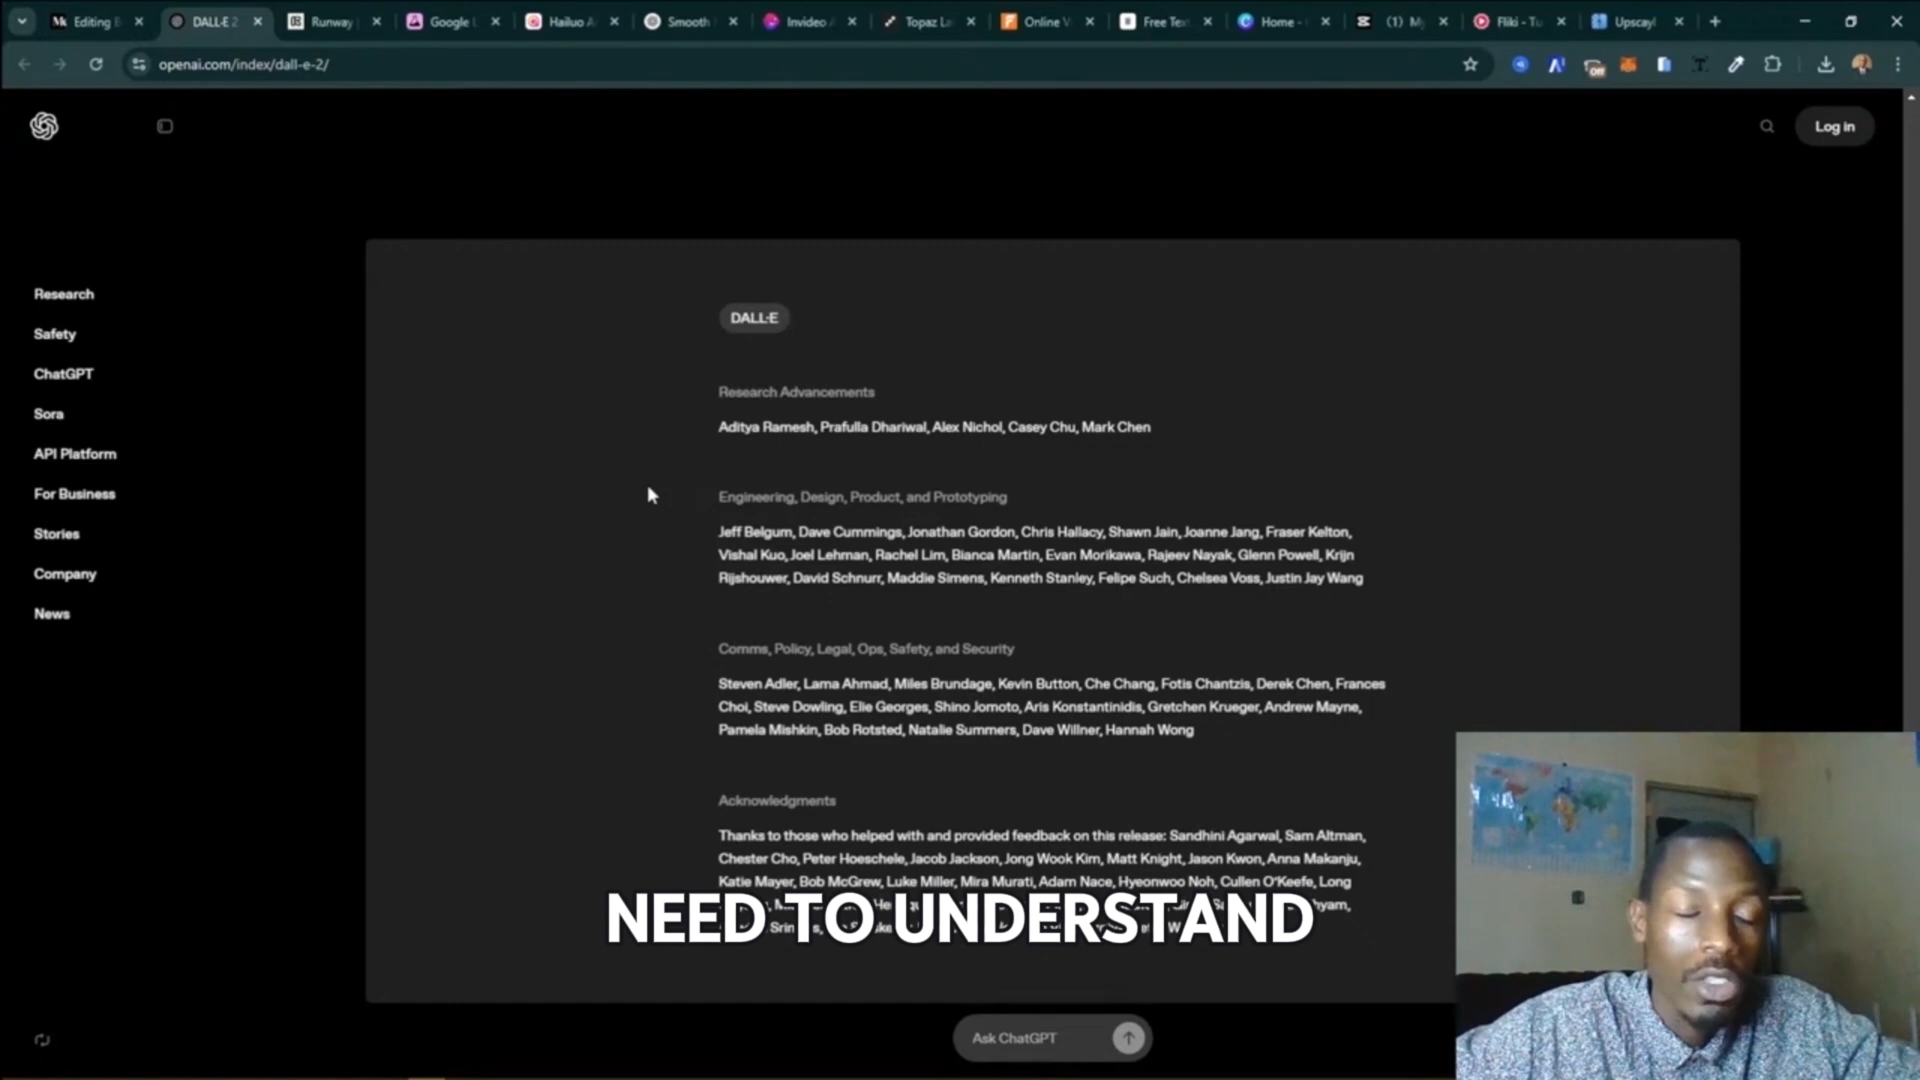 Editing
DALL·E 2
Runway
Google
Hailuo
Smooth
Invideo
Topaz
Online
Free
Home -
(1)
Fliki -
Upscayl
openai.com/index/dall-e-2/
Log in
Research
Safety
ChatGPT
Sora
API Platform
For Business
Stories
Company
News
DALL·E
Research Advancements
Aditya Ramesh, Prafulla Dhariwal, Alex Nichol, Casey Chu, Mark Chen
Engineering, Design, Product, and Prototyping
Jeff Belgum, Dave Cummings, Jonathan Gordon, Chris Hallacy, Shawn Jain, Joanne Jang, Fraser Kelton,
Vishal Kuo, Joel Lehman, Rachel Lim, Bianca Martin, Evan Morikawa, Rajeev Nayak, Glenn Powell, Krijn
Rijshouwer, David Schnurr, Maddie Simens, Kenneth Stanley, Felipe Such, Chelsea Voss, Justin Jay Wang
Comms, Policy, Legal, Ops, Safety, and Security
Steven Adler, Lama Ahmad, Miles Brundage, Kevin Button, Che Chang, Fotis Chantzis, Derek Chen, Frances
Choi, Steve Dowling, Elie Georges, Shino Jomoto, Aris Konstantinidis, Gretchen Krueger, Andrew Mayne,
Pamela Mishkin, Bob Rotsted, Natalie Summers, Dave Willner, Hannah Wong
Acknowledgments
Thanks to those who helped with and provided feedback on this release: Sandhini Agarwal, Sam Altman,
Chester Cho, Peter Hoeschele, Jacob Jackson, Jong Wook Kim, Matt Knight, Jason Kwon, Anna Makanju,
Katie Mayer, Bob McGrew, Luke Miller, Mira Murati, Adam Nace, Hyeonwoo Noh, Cullen O'Keefe, Long
NEED TO UNDERSTAND
Ask ChatGPT